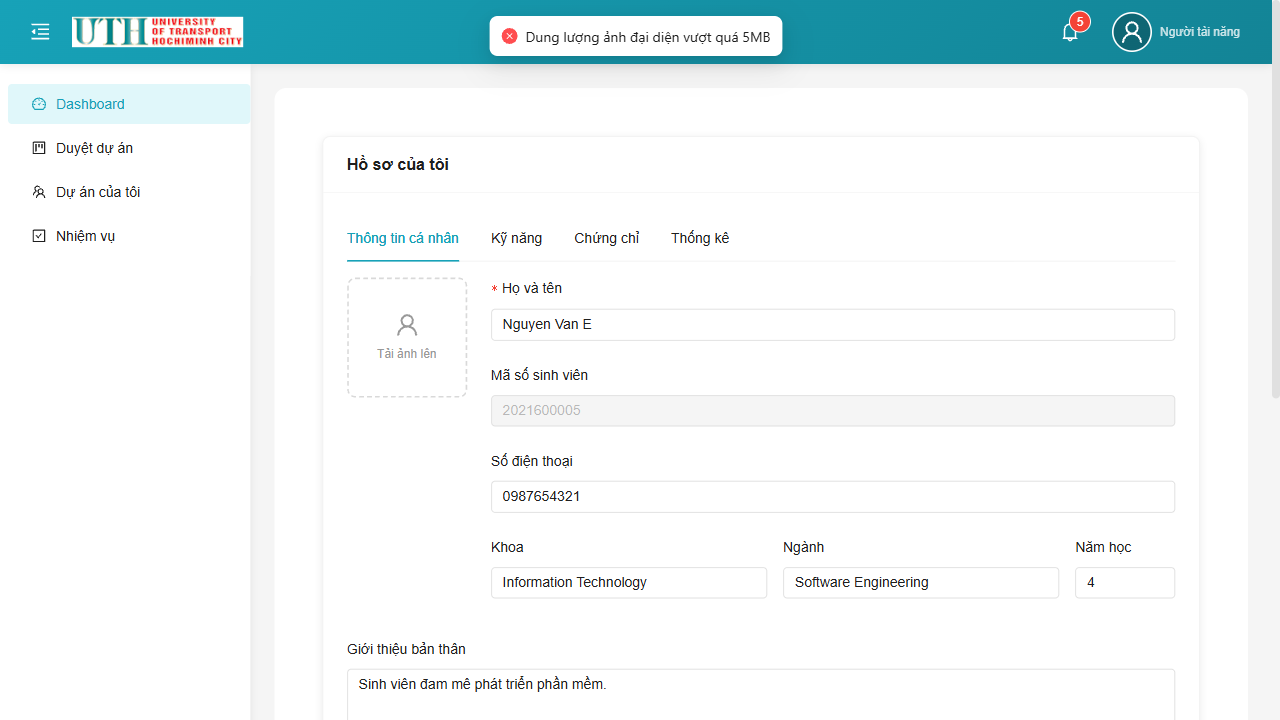 UTH UNIVERSITY
OF TRANSPORT
HOCHIMINH CITY
Dung lượng ảnh đại diện vượt quá 5MB
5
Người tài năng
Dashboard
Duyệt dự án
Dự án của tôi
Nhiệm vụ
Hồ sơ của tôi
Thông tin cá nhân
Kỹ năng
Chứng chỉ
Thống kê
Tải ảnh lên
* Họ và tên
Nguyen Van E
Mã số sinh viên
2021600005
Số điện thoại
0987654321
Khoa
Ngành
Năm học
Information Technology
Software Engineering
4
Giới thiệu bản thân
Sinh viên đam mê phát triển phần mềm.